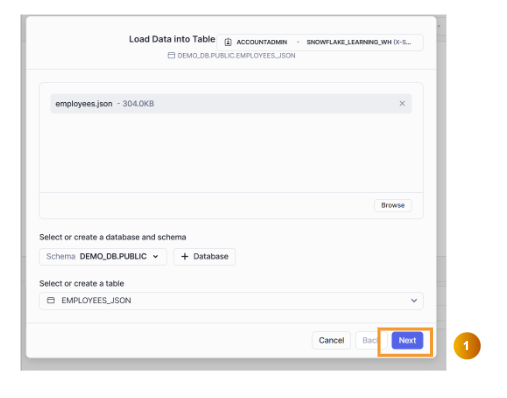 Load Data into Table
ACCOUNTADMIN - SNOWFLAKE_LEARNING_WH (X-S...
DEMO_DB.PUBLIC.EMPLOYEES_JSON
employees.json - 304.0KB
Browse
Select or create a database and schema
Schema DEMO_DB.PUBLIC + Database
Select or create a table
EMPLOYEES_JSON
Cancel Back Next
1